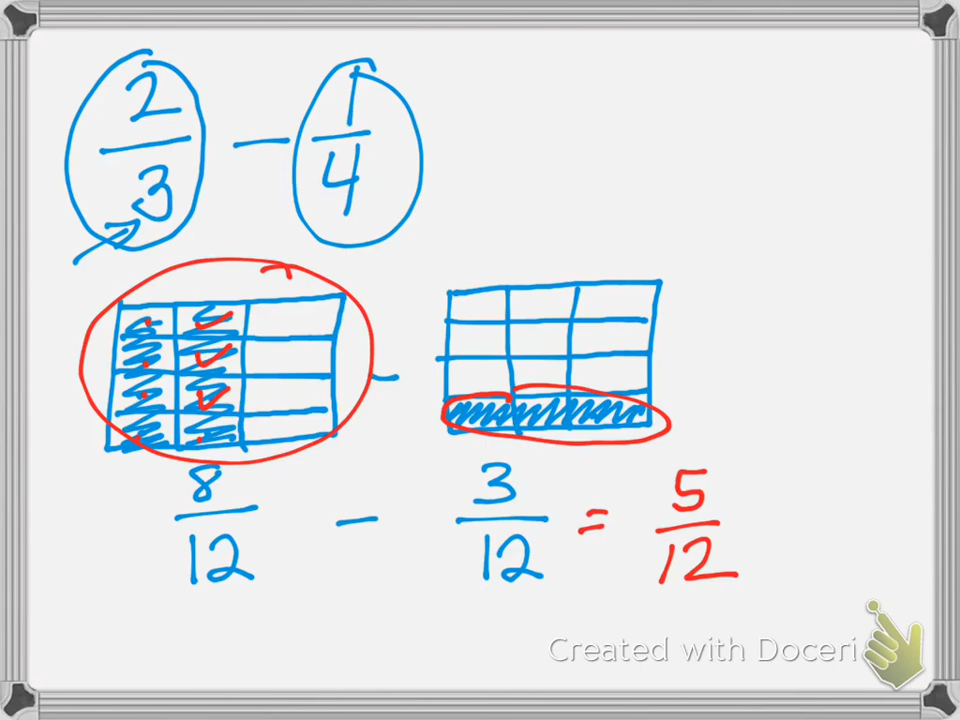 2/3 - 1/4
8/12 - 3/12 = 5/12
Created with Doceri